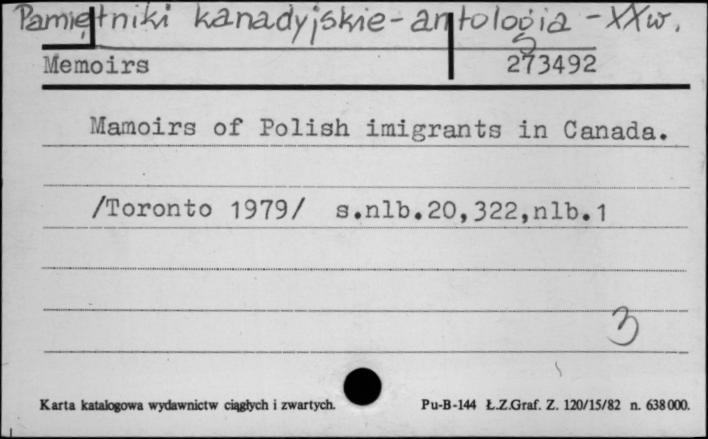 Pamiętniki kanadyjskie - antologia - XX w.
Memoirs 273492
Mamoirs of Polish imigrants in Canada.
/Toronto 1979/ s.nlb.20,322,nlb.1
3
Karta katalogowa wydawnictw ciągłych i zwartych. Pu-B-144 Ł.Z.Graf. Z. 120/15/82 n. 638000.